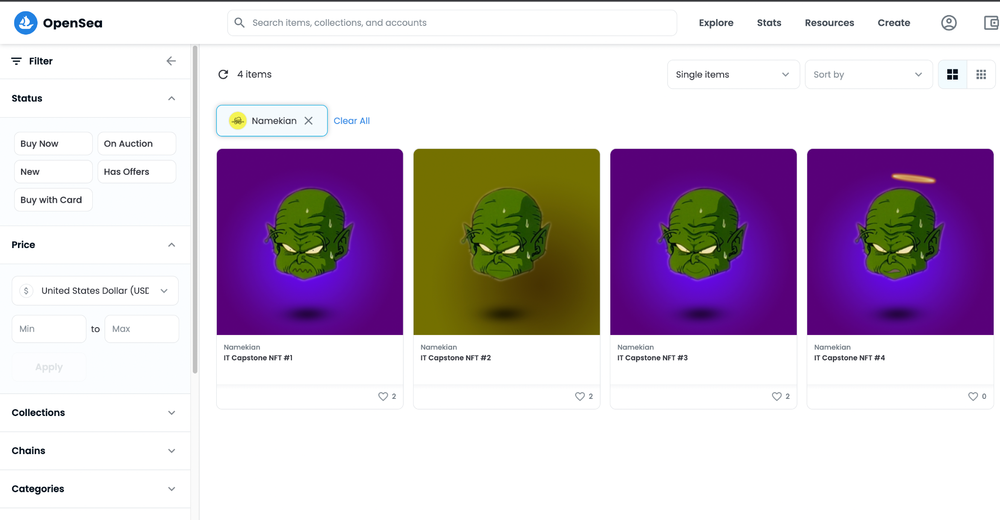 OpenSea
Search items, collections, and accounts
Explore
Stats
Resources
Create
Filter
Status
Buy Now
On Auction
New
Has Offers
Buy with Card
Price
$ United States Dollar (USD
Min to Max
Apply
Collections
Chains
Categories
4 items
Single items
Sort by
Namekian
Clear All
Namekian
IT Capstone NFT #1
2
Namekian
IT Capstone NFT #2
2
Namekian
IT Capstone NFT #3
2
Namekian
IT Capstone NFT #4
0